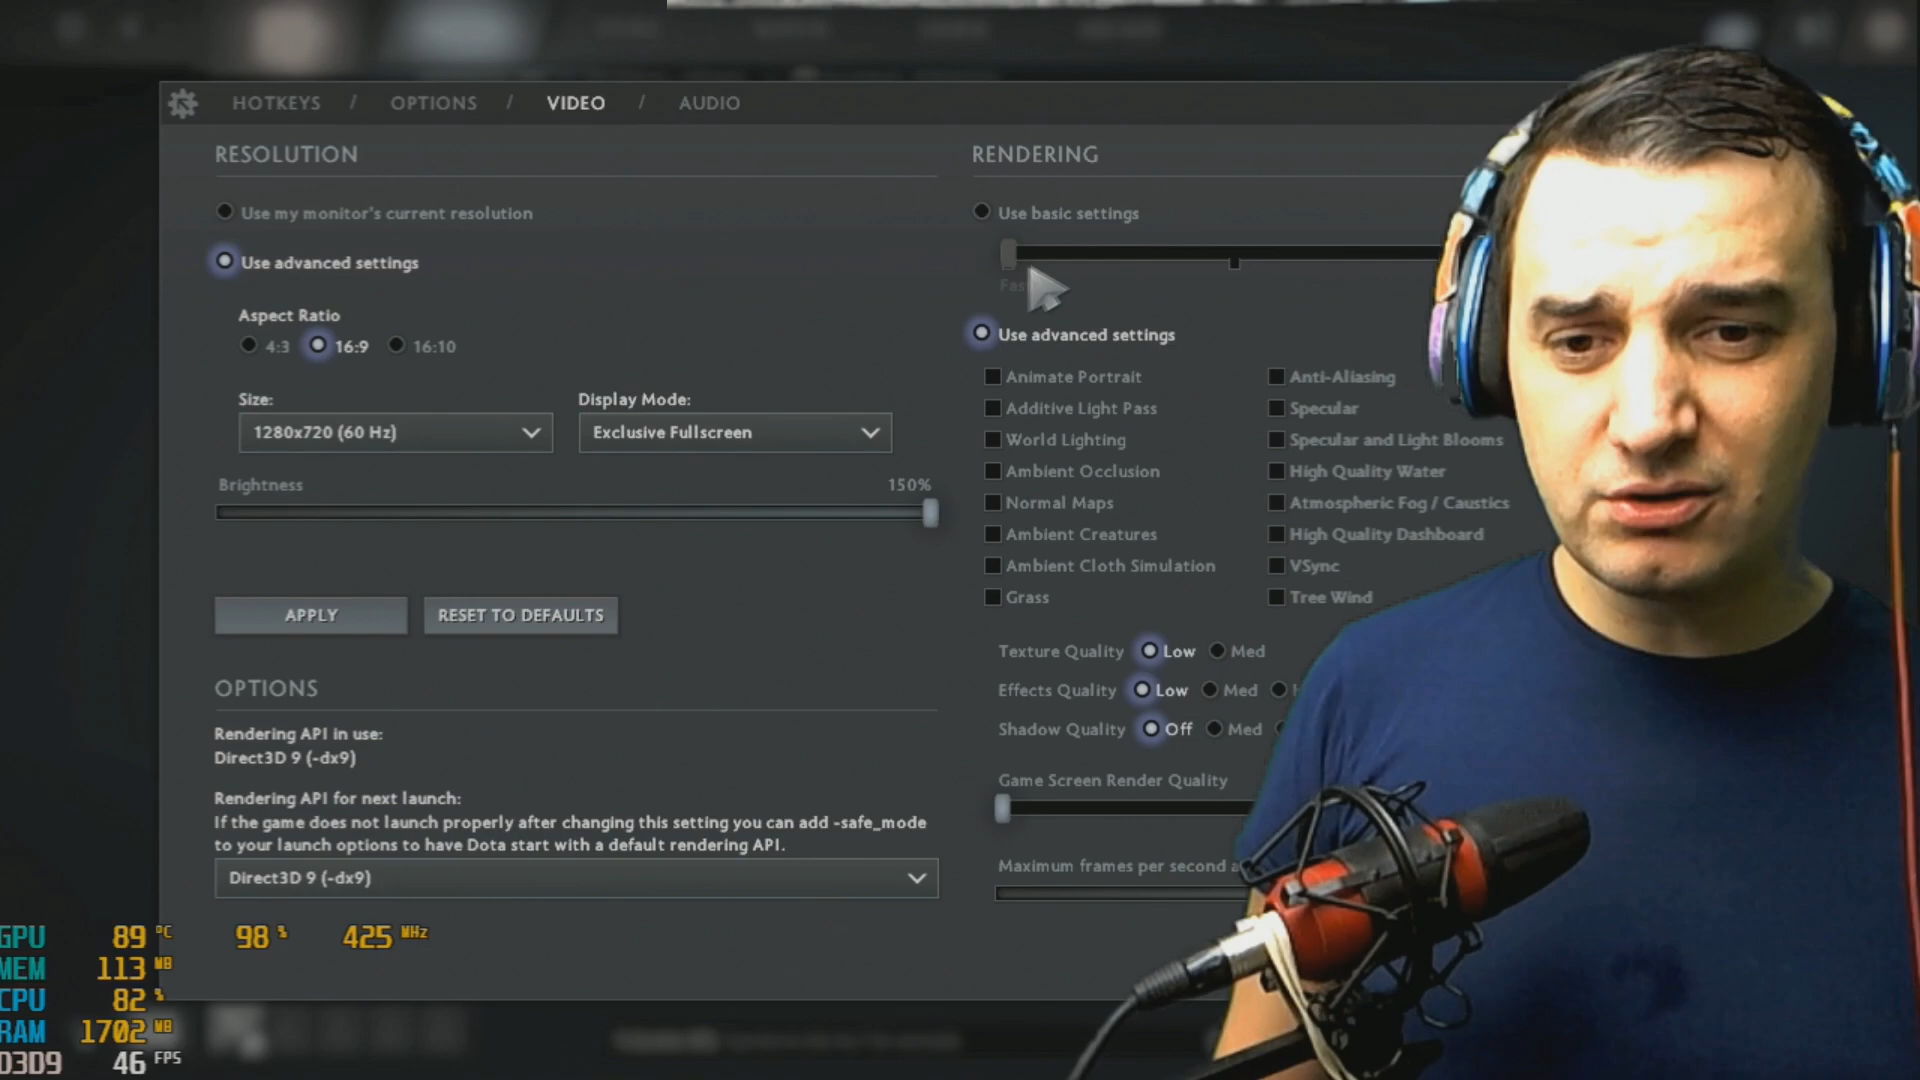 HOTKEYS / OPTIONS / VIDEO / AUDIO
RESOLUTION
Use my monitor's current resolution
Use advanced settings
Aspect Ratio
4:3 16:9 16:10
Size: Display Mode:
1280x720 (60 Hz) Exclusive Fullscreen
Brightness 150%
APPLY RESET TO DEFAULTS
OPTIONS
Rendering API in use:
Direct3D 9 (-dx9)
Rendering API for next launch:
If the game does not launch properly after changing this setting you can add -safe_mode
to your launch options to have Dota start with a default rendering API.
Direct3D 9 (-dx9)
RENDERING
Use basic settings
Use advanced settings
Animate Portrait Anti-Aliasing
Additive Light Pass Specular
World Lighting Specular and Light Blooms
Ambient Occlusion High Quality Water
Normal Maps Atmospheric Fog / Caustics
Ambient Creatures High Quality Dashboard
Ambient Cloth Simulation VSync
Grass Tree Wind
Texture Quality Low Med
Effects Quality Low Med
Shadow Quality Off Med
Game Screen Render Quality
Maximum frames per second
GPU 89 °C 98 % 425 MHz
MEM 113 MB
CPU 82 %
RAM 1702 MB
D3D9 46 FPS